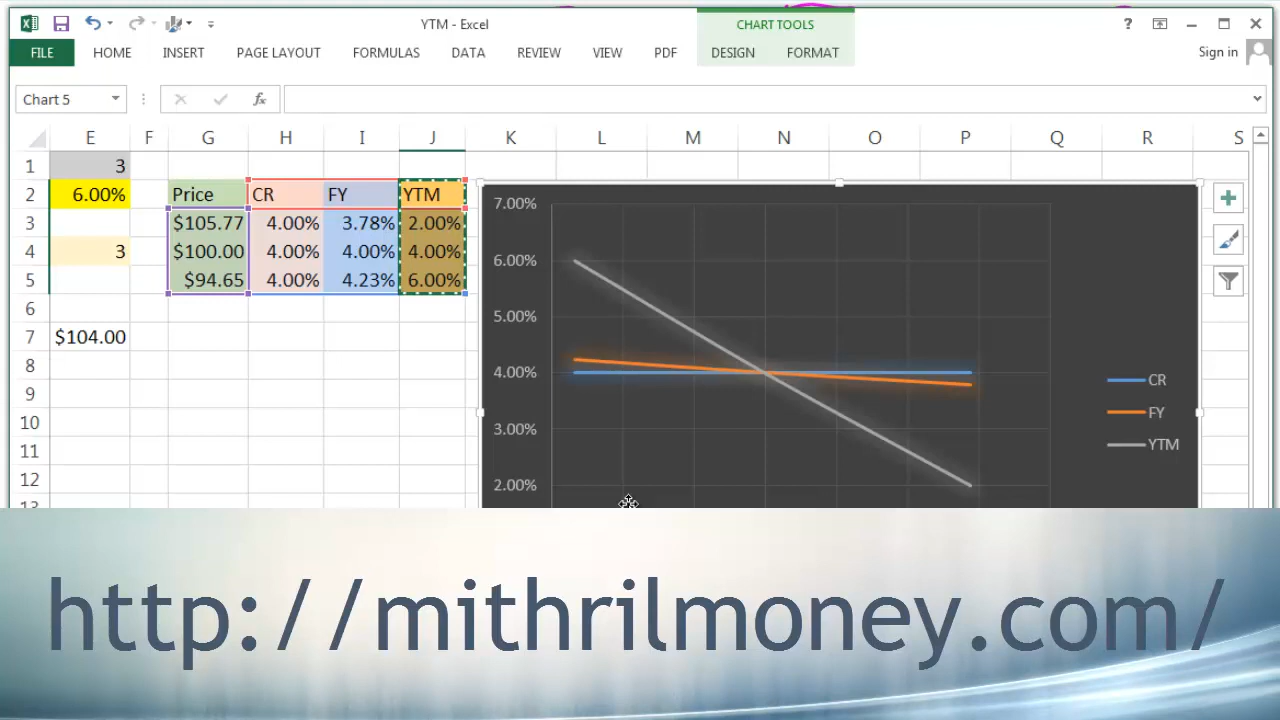 YTM - Excel
CHART TOOLS
?
FILE HOME INSERT PAGE LAYOUT FORMULAS DATA REVIEW VIEW PDF DESIGN FORMAT Sign in
Chart 5 fx
E F G H I J K L M N O P Q R S
1 3
2 6.00% Price CR FY YTM
3 $105.77 4.00% 3.78% 2.00%
4 3 $100.00 4.00% 4.00% 4.00%
5 $94.65 4.00% 4.23% 6.00%
6
7 $104.00
8
9
10
11
12
13
7.00%
6.00%
5.00%
4.00%
3.00%
2.00%
CR
FY
YTM
http://mithrilmoney.com/